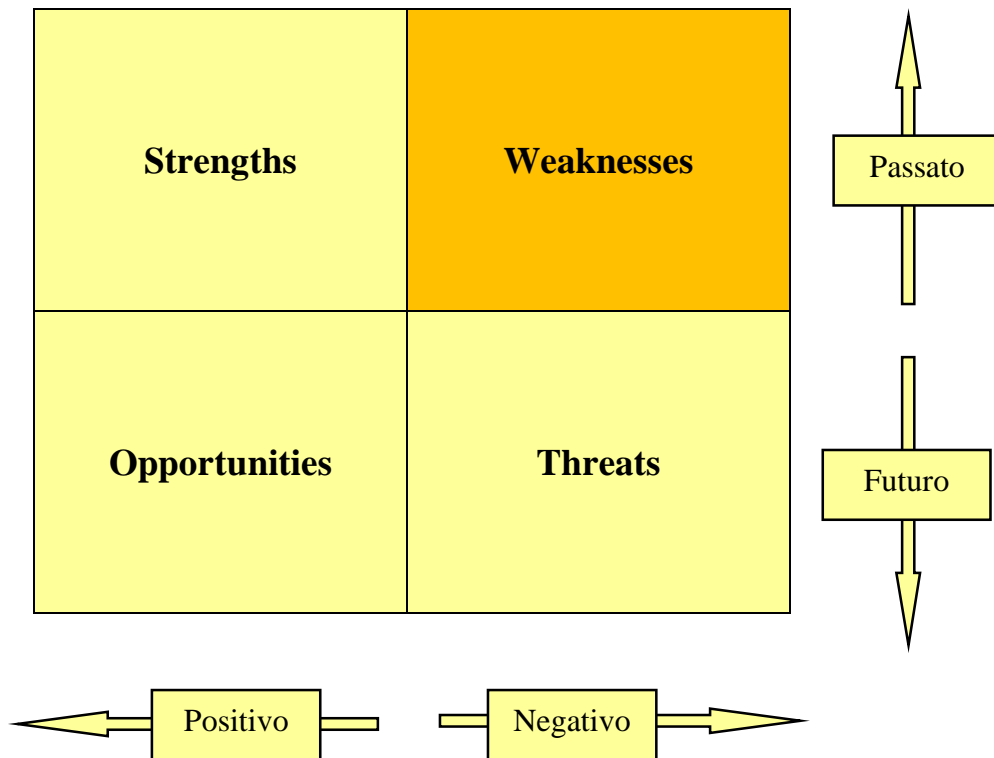 Strengths
Weaknesses
Passato
Opportunities
Threats
Futuro
Positivo
Negativo